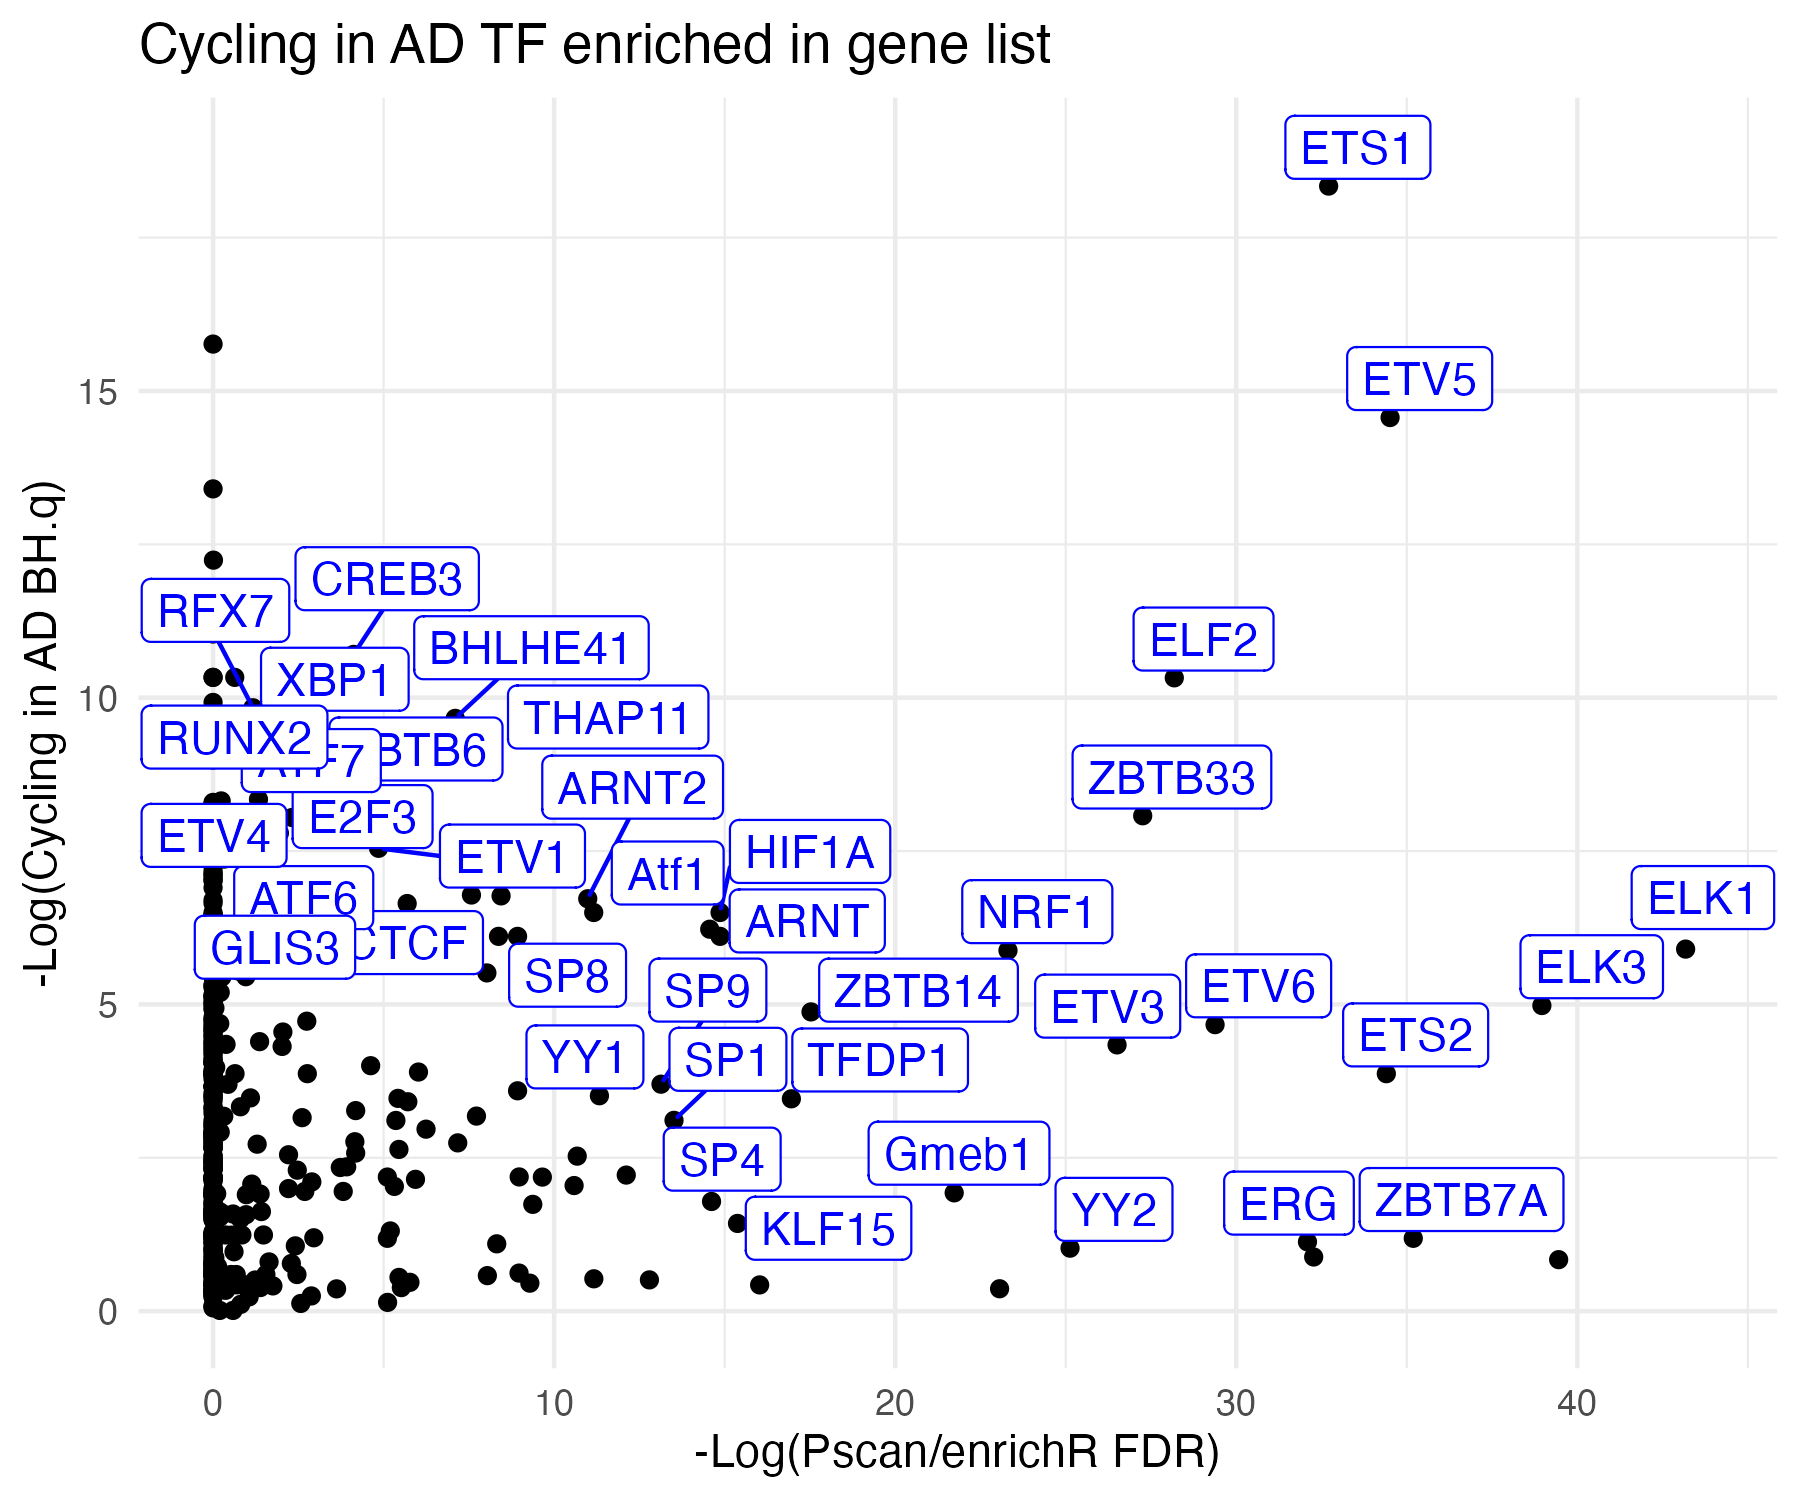 Cycling in AD TF enriched in gene list
-Log(Cycling in AD BH.q)
15
10
5
0
ETS1
ETV5
CREB3
RFX7
ELF2
BHLHE41
XBP1
THAP11
RUNX2
BTB6
ARNT2
ZBTB33
E2F3
ETV4
ETV1
Atf1
HIF1A
ATF6
ARNT
NRF1
ELK1
GLIS3
CTCF
SP8
SP9
ZBTB14
ETV3
ETV6
ELK3
YY1
SP1
TFDP1
ETS2
SP4
Gmeb1
KLF15
YY2
ERG
ZBTB7A
0
10
20
30
40
-Log(Pscan/enrichR FDR)